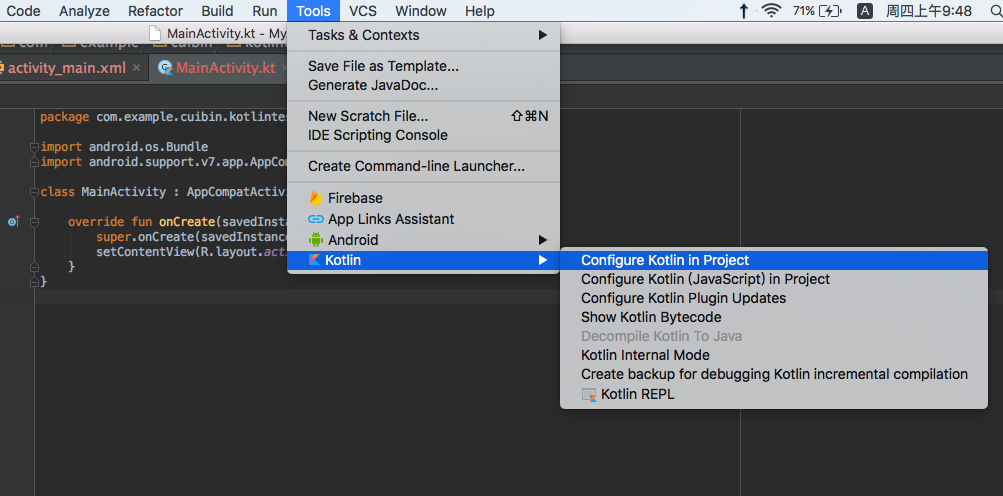 Code Analyze Refactor Build Run Tools VCS Window Help 71% A 周四上午9:48
MainActivity.kt - My
com example cuibin kotlin
activity_main.xml × MainActivity.kt ×
package com.example.cuibin.kotlintes
import android.os.Bundle
import android.support.v7.app.AppCom
class MainActivity : AppCompatActivi
override fun onCreate(savedInsta
super.onCreate(savedInstance
setContentView(R.layout.act
}
}
Tasks & Contexts
Save File as Template...
Generate JavaDoc...
New Scratch File... ⇧⌘N
IDE Scripting Console
Create Command-line Launcher...
Firebase
App Links Assistant
Android
Kotlin
Configure Kotlin in Project
Configure Kotlin (JavaScript) in Project
Configure Kotlin Plugin Updates
Show Kotlin Bytecode
Decompile Kotlin To Java
Kotlin Internal Mode
Create backup for debugging Kotlin incremental compilation
Kotlin REPL